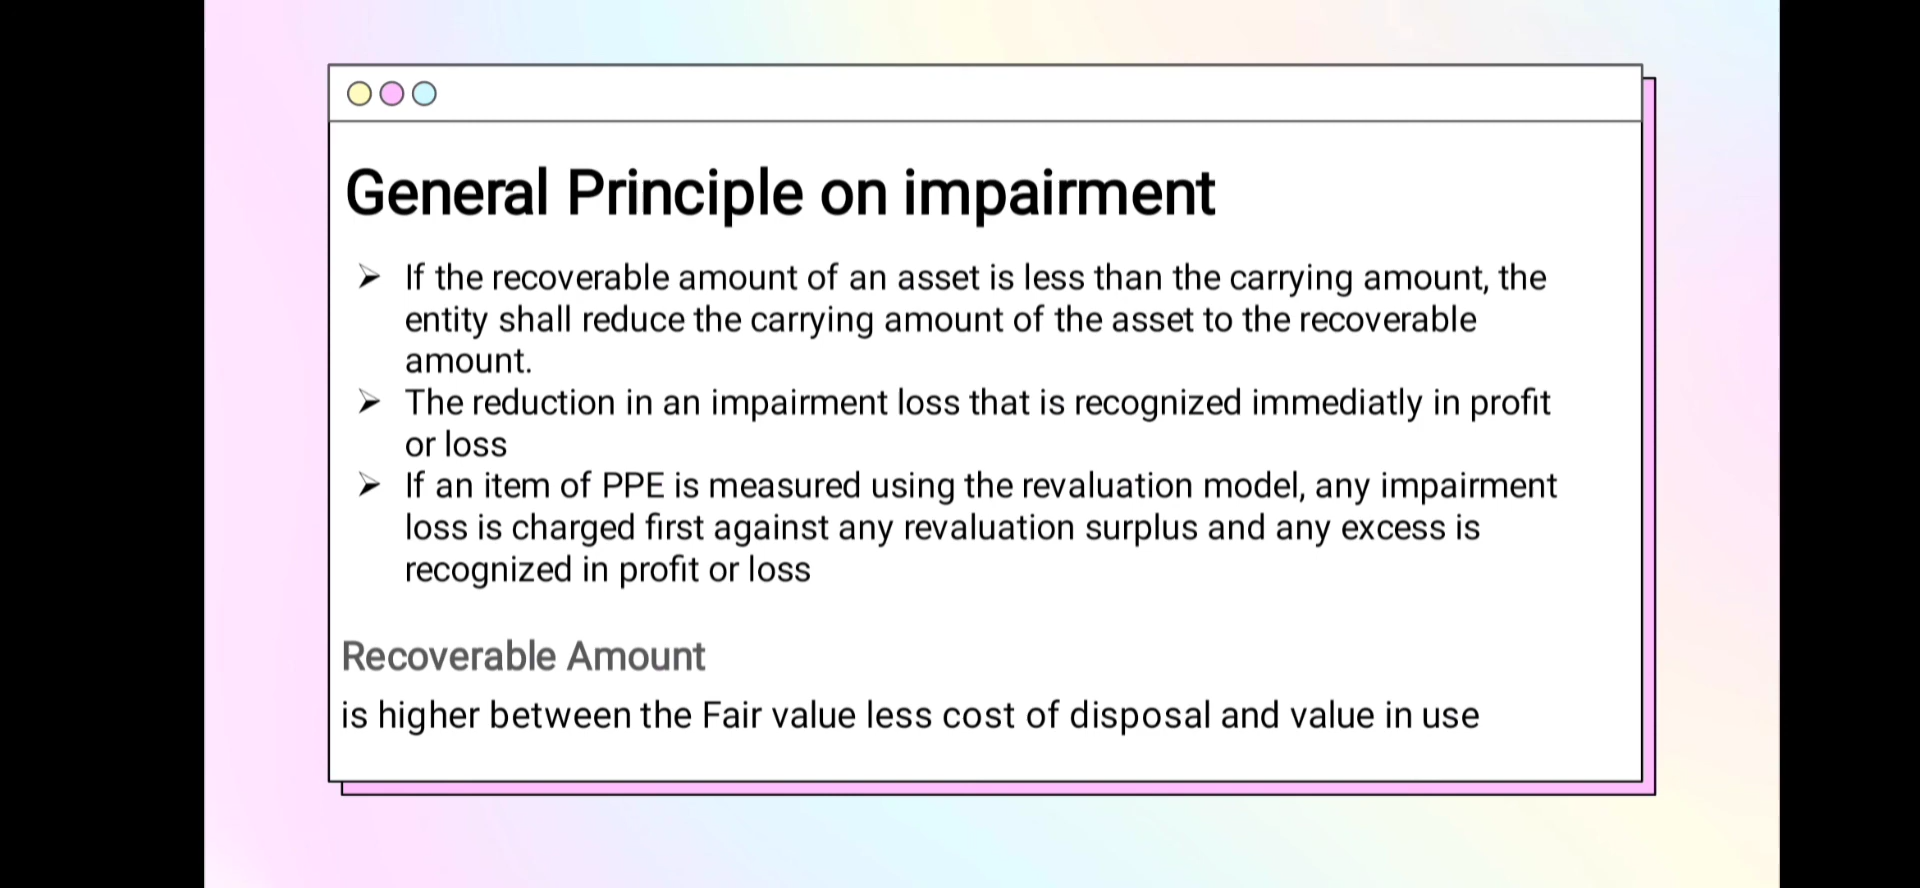 General Principle on impairment
➢ If the recoverable amount of an asset is less than the carrying amount, the
entity shall reduce the carrying amount of the asset to the recoverable
amount.
➢ The reduction in an impairment loss that is recognized immediatly in profit
or loss
➢ If an item of PPE is measured using the revaluation model, any impairment
loss is charged first against any revaluation surplus and any excess is
recognized in profit or loss
Recoverable Amount
is higher between the Fair value less cost of disposal and value in use